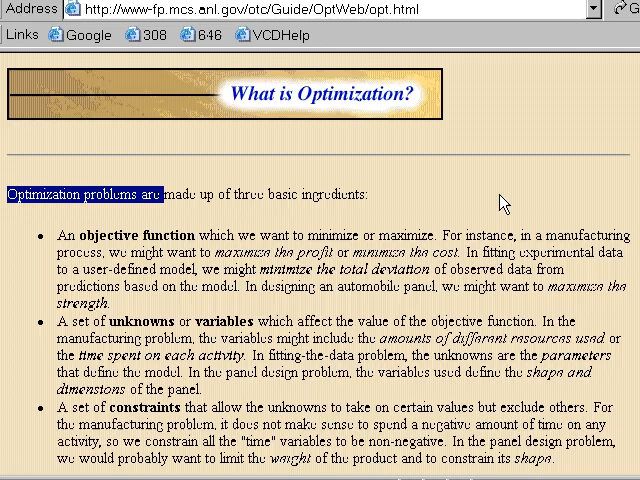 Address http://www-fp.mcs.anl.gov/otc/Guide/OptWeb/opt.html G
Links Google 308 646 VCDHelp
What is Optimization?
Optimization problems are made up of three basic ingredients:
• An objective function which we want to minimize or maximize. For instance, in a manufacturing
process, we might want to maximize the profit or minimize the cost. In fitting experimental data
to a user-defined model, we might minimize the total deviation of observed data from
predictions based on the model. In designing an automobile panel, we might want to maximize the
strength.
• A set of unknowns or variables which affect the value of the objective function. In the
manufacturing problem, the variables might include the amounts of different resources used or
the time spent on each activity. In fitting-the-data problem, the unknowns are the parameters
that define the model. In the panel design problem, the variables used define the shape and
dimensions of the panel.
• A set of constraints that allow the unknowns to take on certain values but exclude others. For
the manufacturing problem, it does not make sense to spend a negative amount of time on any
activity, so we constrain all the "time" variables to be non-negative. In the panel design problem,
we would probably want to limit the weight of the product and to constrain its shape.